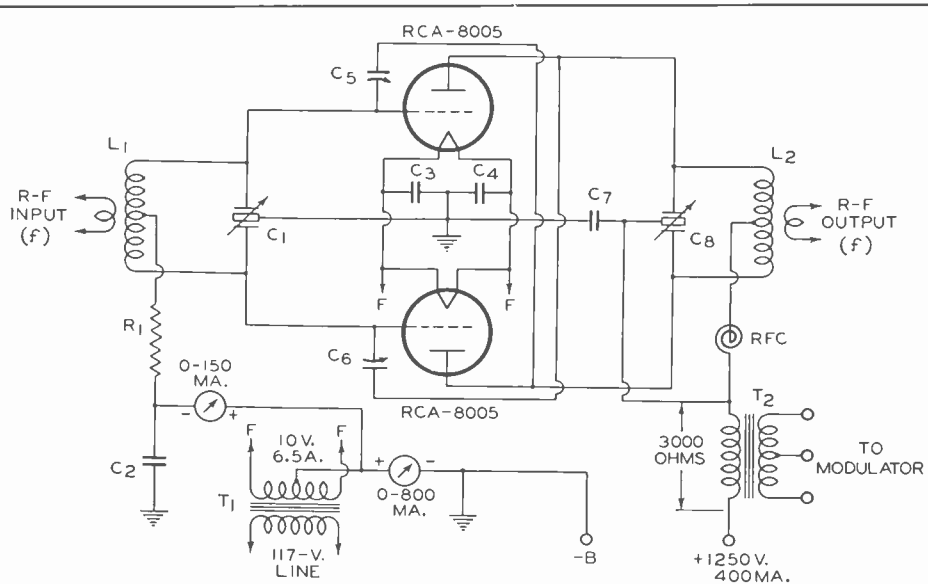 RCA-8005
C5
L1
R-F
INPUT
(f)
C1
C3
C4
C7
C8
L2
R-F
OUTPUT
(f)
F
F
R1
C6
RFC
0-150
MA.
-
+
RCA-8005
T2
F
10 V.
6.5A.
F
+
-
3000
OHMS
TO
MODULATOR
C2
T1
0-800
MA.
117-V.
LINE
-B
+1250 V.
400 MA.